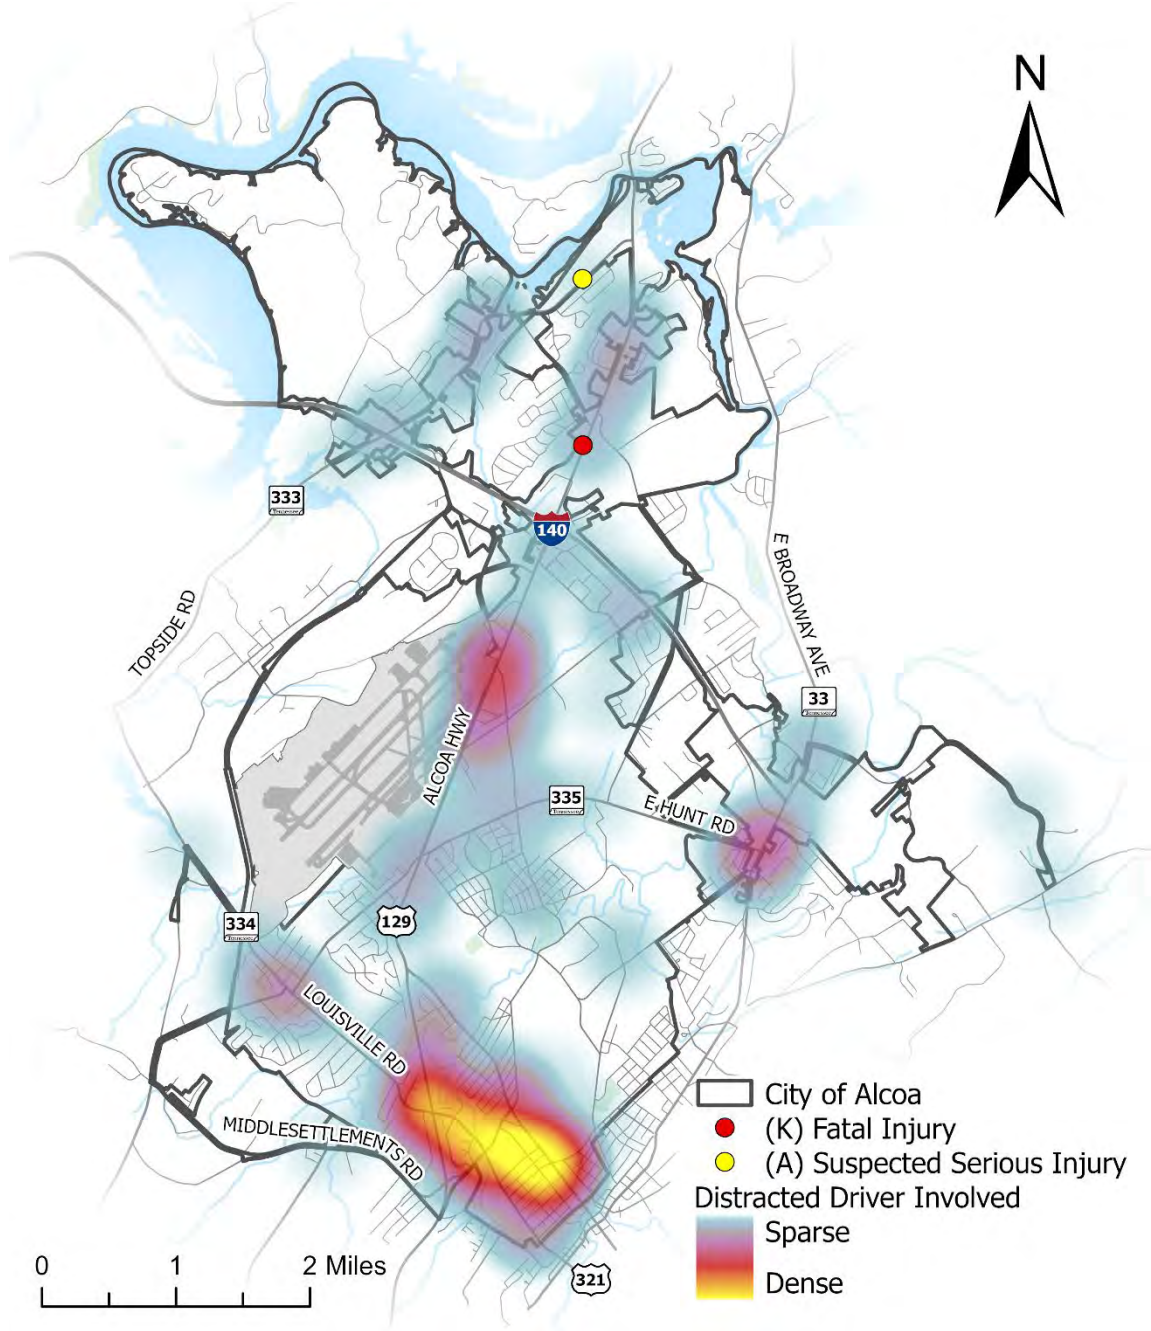 N
333
140
TOPSIDE RD
E BROADWAY AVE
33
ALCOA HWY
335
E HUNT RD
129
334
LOUISVILLE RD
MIDDLESETTLEMENTS RD
321
City of Alcoa
(K) Fatal Injury
(A) Suspected Serious Injury
Distracted Driver Involved
Sparse
Dense
0 1 2 Miles